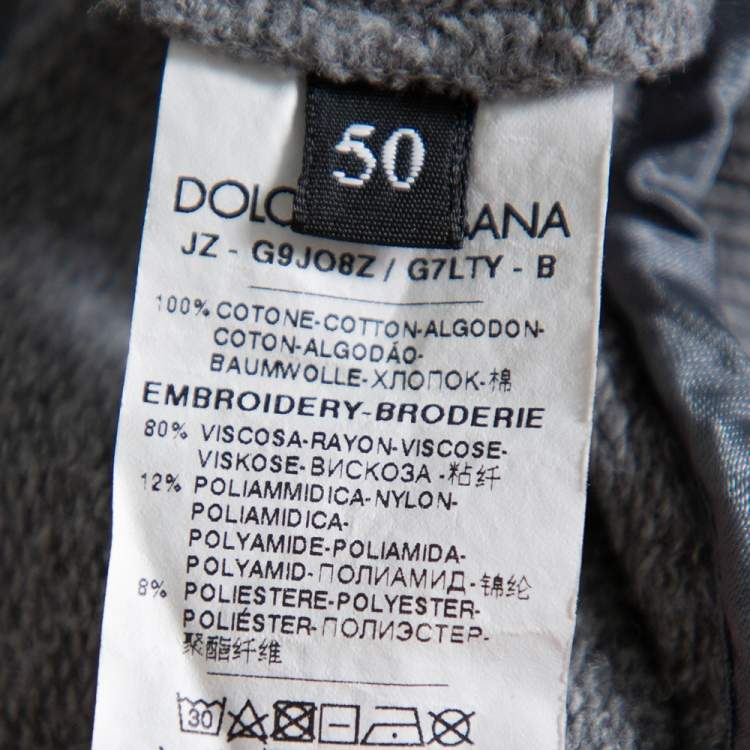 50
DOLC BANA
JZ - G9JO8Z / G7LTY - B
100% COTONE-COTTON-ALGODON-
COTON-ALGODÁO-
BAUMWOLLE-ХЛОПОК-棉
EMBROIDERY-BRODERIE
80% VISCOSA-RAYON-VISCOSE-
VISKOSE-ВИСКОЗА-粘纤
12% POLIAMMIDICA-NYLON-
POLIAMIDICA-
POLYAMIDE-POLIAMIDA-
POLYAMID-ПОЛИАМИД-锦纶
8% POLIESTERE-POLYESTER-
POLIÉSTER-ПОЛИЭСТЕР-
聚酯纤维
30